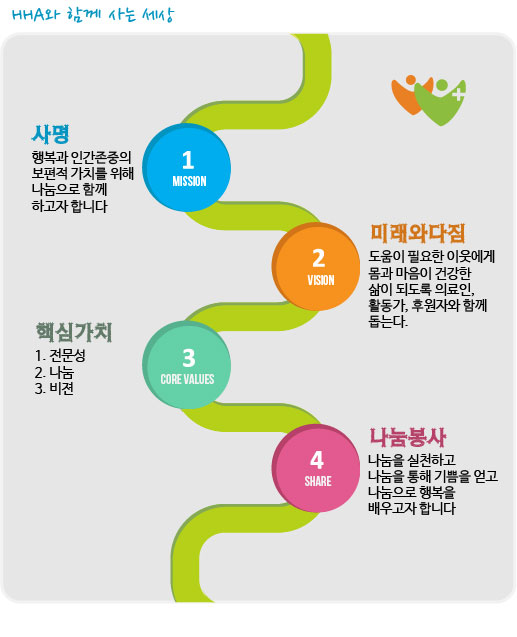 HHA와 함께 사는 세상
사명
행복과 인간존중의
보편적 가치를 위해
나눔으로 함께
하고자 합니다
1
MISSION
미래와다짐
도움이 필요한 이웃에게
몸과 마음이 건강한
삶이 되도록 의료인,
활동가, 후원자와 함께
돕는다.
2
VISION
핵심가치
1. 전문성
2. 나눔
3. 비젼
3
CORE VALUES
나눔봉사
나눔을 실천하고
나눔을 통해 기쁨을 얻고
나눔으로 행복을
배우고자 합니다
4
SHARE